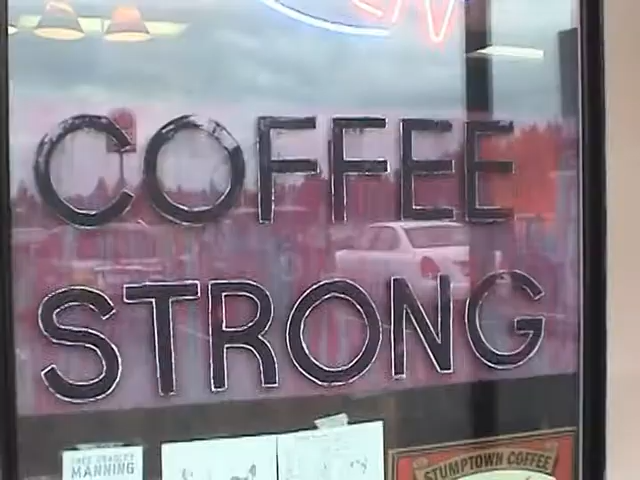 COFFEE
STRONG
FREE BRADLEY
MANNING
STUMPTOWN COFFEE